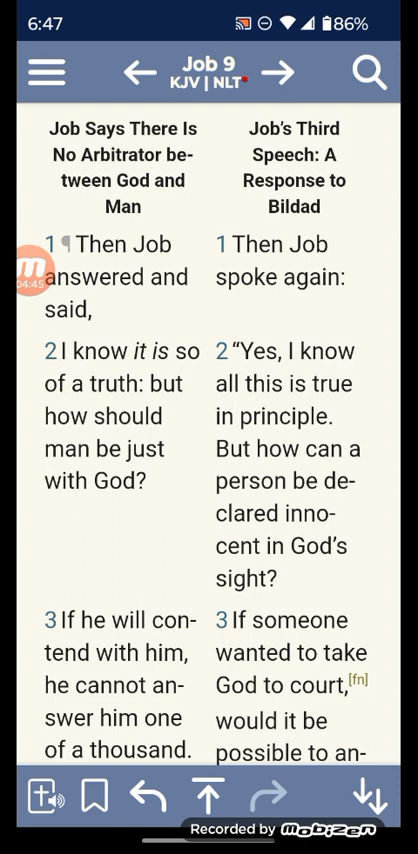 6:47
86%
Job 9
KJV | NLT*
Job Says There Is
No Arbitrator be-
tween God and
Man
1 ¶ Then Job
answered and
said,
2 I know it is so
of a truth: but
how should
man be just
with God?
3 If he will con-
tend with him,
he cannot an-
swer him one
of a thousand.
Job’s Third
Speech: A
Response to
Bildad
1 Then Job
spoke again:
2 “Yes, I know
all this is true
in principle.
But how can a
person be de-
clared inno-
cent in God’s
sight?
3 If someone
wanted to take
God to court,[fn]
would it be
possible to an-
m
04:45
Recorded by mobizen